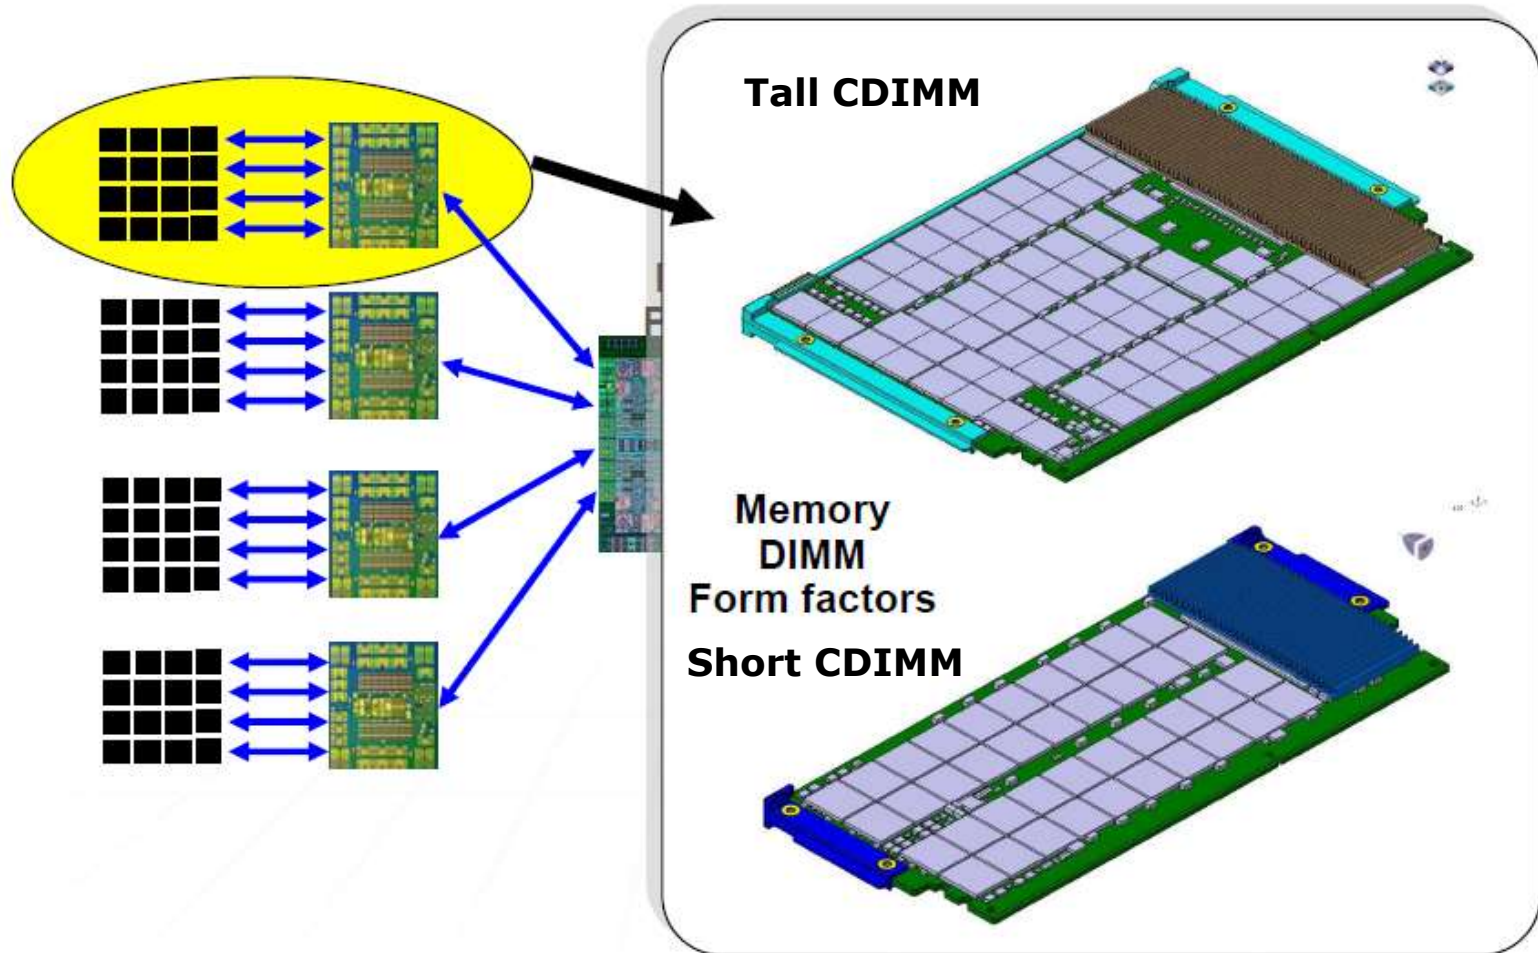 Tall CDIMM
Memory
DIMM
Form factors
Short CDIMM